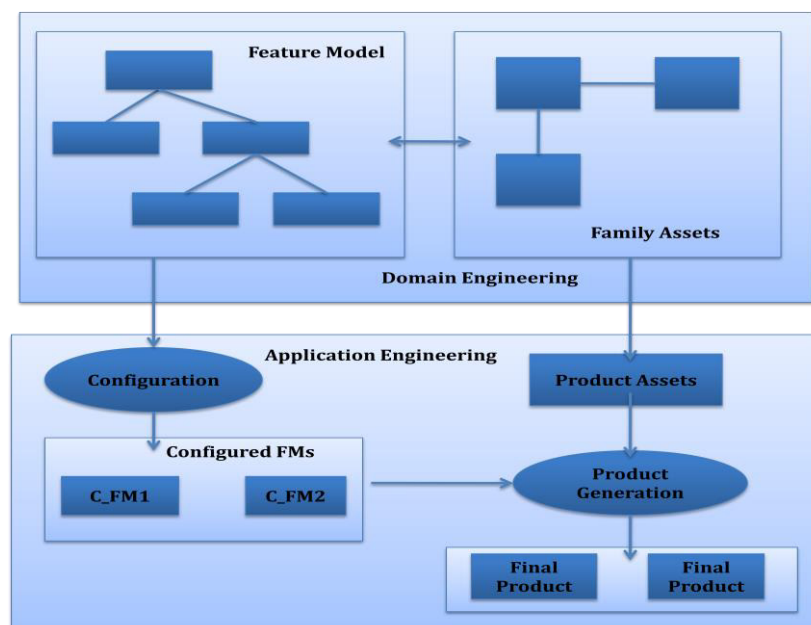 Feature Model
Family Assets
Domain Engineering
Application Engineering
Configuration
Product Assets
Configured FMs
C_FM1
C_FM2
Product
Generation
Final
Product
Final
Product